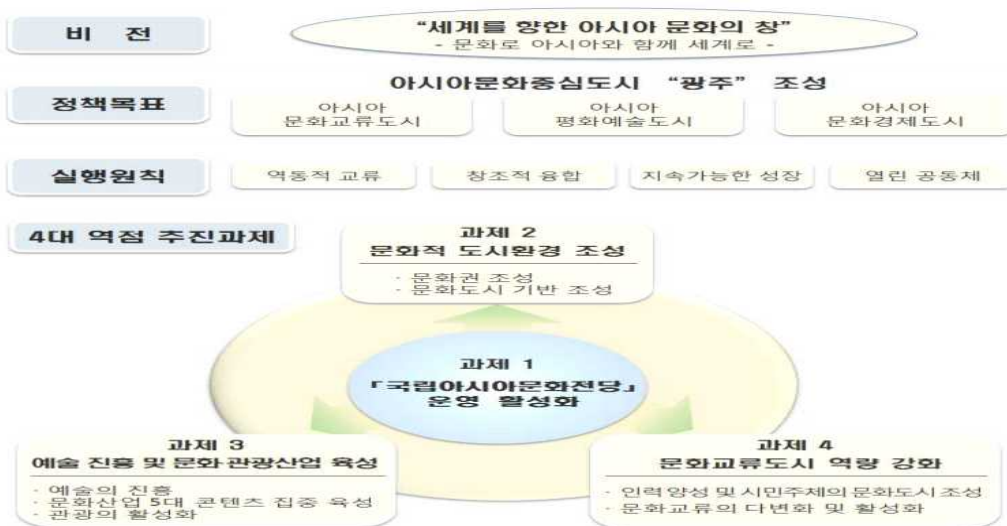 비 전
“세계를 향한 아시아 문화의 창”
- 문화로 아시아와 함께 세계로 -
정책목표
아시아문화중심도시 “광주” 조성
아시아
문화교류도시
아시아
평화예술도시
아시아
문화경제도시
실행원칙
역동적 교류
창조적 융합
지속가능한 성장
열린 공동체
4대 역점 추진과제
과제 2
문화적 도시환경 조성
· 문화권 조성
· 문화도시 기반 조성
과제 1
「국립아시아문화전당」
운영 활성화
과제 3
예술 진흥 및 문화·관광산업 육성
· 예술의 진흥
· 문화산업 5대 콘텐츠 집중 육성
· 관광의 활성화
과제 4
문화교류도시 역량 강화
· 인력 양성 및 시민주체의 문화도시 조성
· 문화교류의 다변화 및 활성화